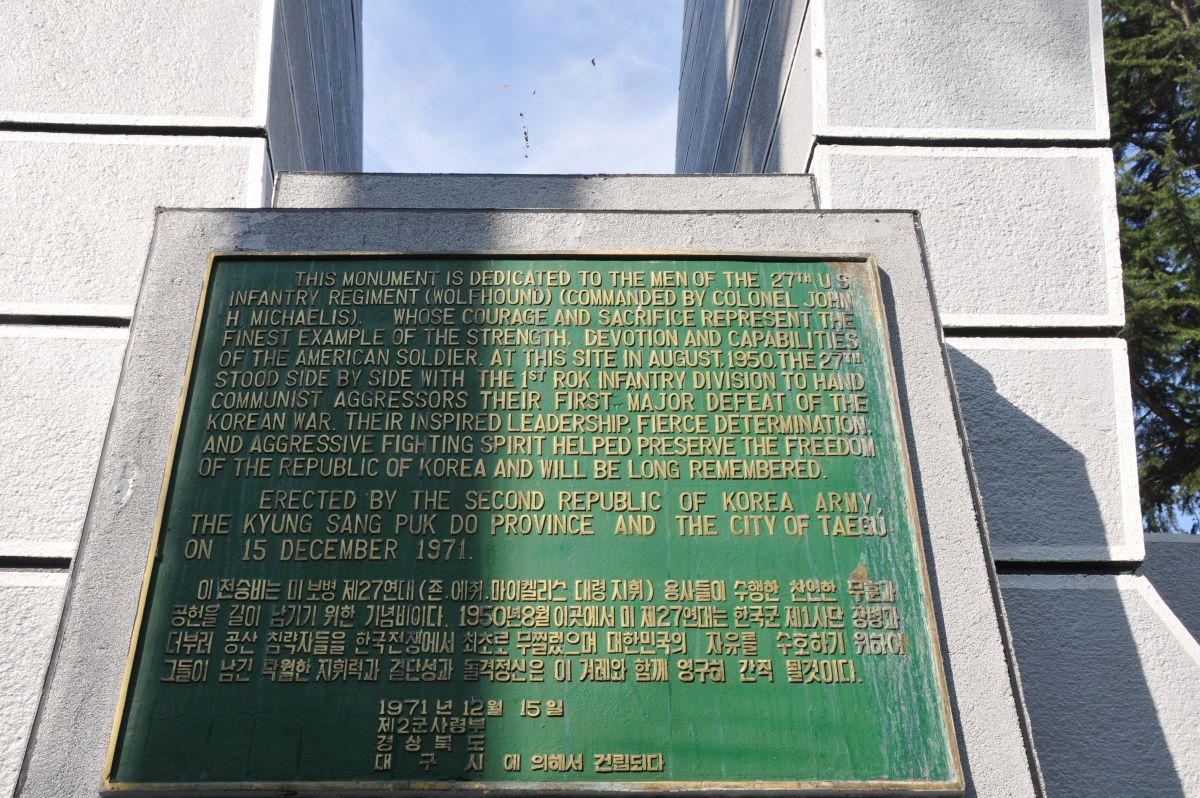 THIS MONUMENT IS DEDICATED TO THE MEN OF THE 27TH U S
INFANTRY REGIMENT (WOLFHOUND) (COMMANDED BY COLONEL JOHN
H. MICHAELIS). WHOSE COURAGE AND SACRIFICE REPRESENT THE
FINEST EXAMPLE OF THE STRENGTH, DEVOTION AND CAPABILITIES
OF THE AMERICAN SOLDIER. AT THIS SITE IN AUGUST, 1950, THE 27TH
STOOD SIDE BY SIDE WITH THE 1ST ROK INFANTRY DIVISION TO HAND
COMMUNIST AGGRESSORS THEIR FIRST MAJOR DEFEAT OF THE
KOREAN WAR. THEIR INSPIRED LEADERSHIP, FIERCE DETERMINATION,
AND AGGRESSIVE FIGHTING SPIRIT HELPED PRESERVE THE FREEDOM
OF THE REPUBLIC OF KOREA AND WILL BE LONG REMEMBERED.
ERECTED BY THE SECOND REPUBLIC OF KOREA ARMY,
THE KYUNG SANG PUK DO PROVINCE AND THE CITY OF TAEGU
ON 15 DECEMBER 1971.
이 전승비는 미 보병 제27연대 (존. 에취. 마이켈리스 대령 지휘) 용사들이 수행한 찬연한 무훈과
공헌을 길이 남기기 위한 기념비이다. 1950년 8월 이곳에서 미 제27연대는 한국군 제1사단 장병과
더부러 공산 침략자들을 한국전쟁에서 최초로 무찔렀으며 대한민국의 자유를 수호하기 위하여
그들이 남긴 탁월한 지휘력과 결단성과 돌격정신은 이 겨레와 함께 영구히 간직 될것이다.
1971년 12월 15일
제2군사령부
경상북도
대 구 시 에 의해서 건립되다